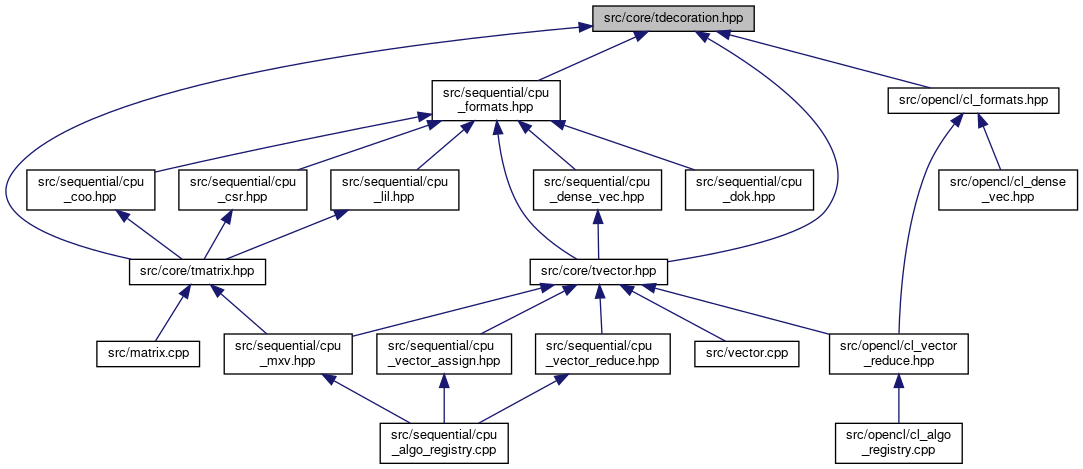 src/core/tdecoration.hpp
src/sequential/cpu
_formats.hpp
src/opencl/cl_formats.hpp
src/sequential/cpu
_coo.hpp
src/sequential/cpu
_csr.hpp
src/sequential/cpu
_lil.hpp
src/sequential/cpu
_dense_vec.hpp
src/sequential/cpu
_dok.hpp
src/opencl/cl_dense
_vec.hpp
src/core/tmatrix.hpp
src/core/tvector.hpp
src/matrix.cpp
src/sequential/cpu
_mxv.hpp
src/sequential/cpu
_vector_assign.hpp
src/sequential/cpu
_vector_reduce.hpp
src/vector.cpp
src/opencl/cl_vector
_reduce.hpp
src/sequential/cpu
_algo_registry.cpp
src/opencl/cl_algo
_registry.cpp